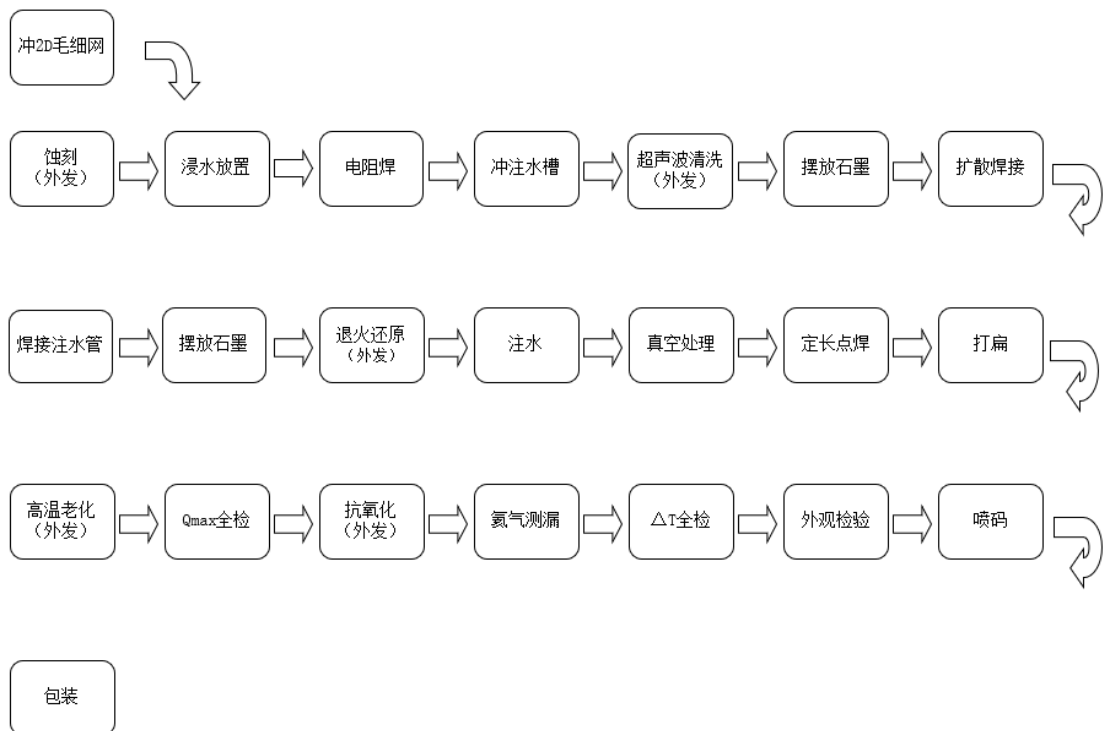 冲2D毛细网
蚀刻
（外发）
浸水放置
电阻焊
冲注水槽
超声波清洗
（外发）
摆放石墨
扩散焊接
焊接注水管
摆放石墨
退火还原
（外发）
注水
真空处理
定长点焊
打扁
高温老化
（外发）
Qmax全检
抗氧化
（外发）
氦气测漏
△T全检
外观检验
喷码
包装